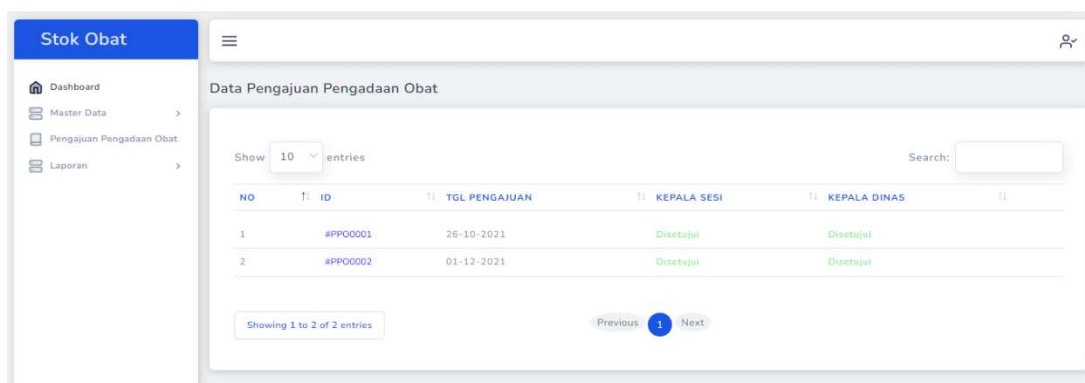 Stok Obat
Dashboard
Master Data
Pengajuan Pengadaan Obat
Laporan
Data Pengajuan Pengadaan Obat
Show 10 entries
Search:
NO ID TGL PENGAJUAN KEPALA SESI KEPALA DINAS
1 #PPO0001 26-10-2021 Disetujui Disetujui
2 #PPO0002 01-12-2021 Disetujui Disetujui
Showing 1 to 2 of 2 entries
Previous 1 Next